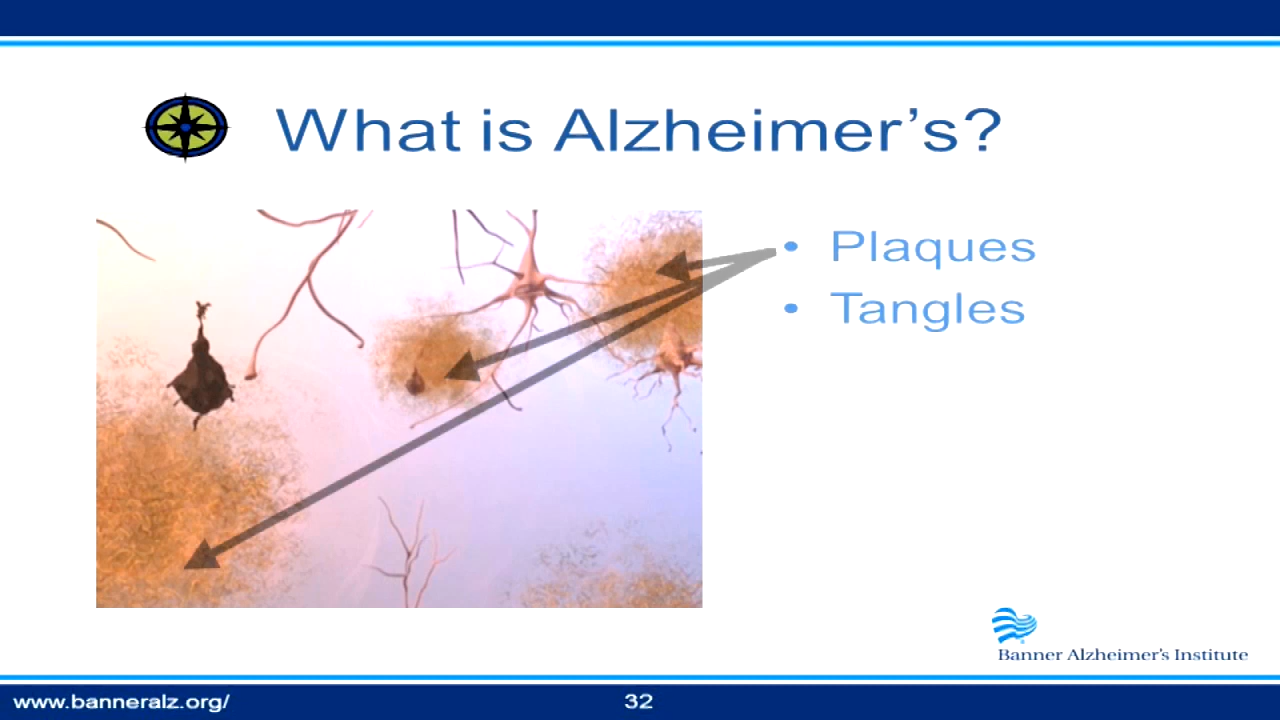 What is Alzheimer's?
• Plaques
• Tangles
Banner Alzheimer's Institute
www.banneralz.org/
32